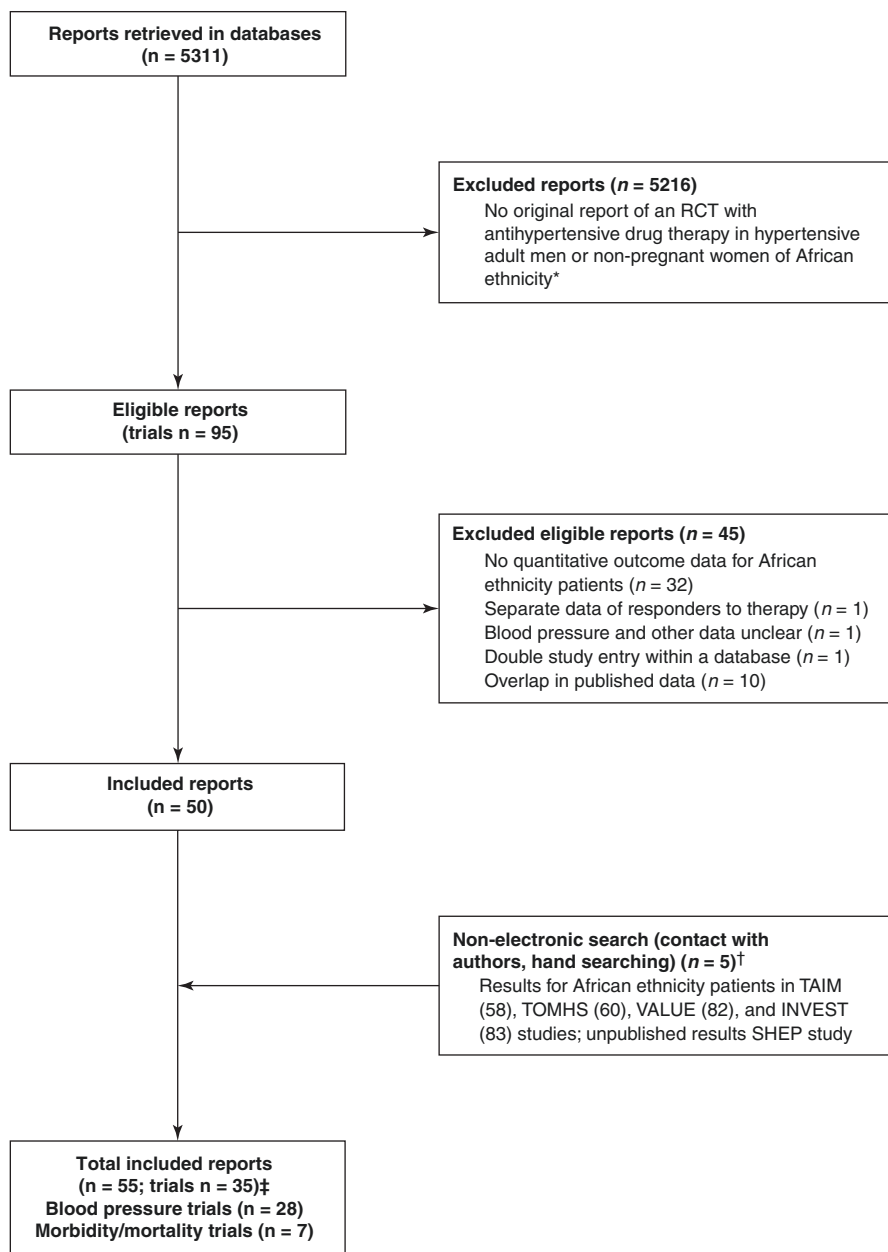 Reports retrieved in databases
(n = 5311)
Excluded reports (n = 5216)
No original report of an RCT with
antihypertensive drug therapy in hypertensive
adult men or non-pregnant women of African
ethnicity*
Eligible reports
(trials n = 95)
Excluded eligible reports (n = 45)
No quantitative outcome data for African
ethnicity patients (n = 32)
Separate data of responders to therapy (n = 1)
Blood pressure and other data unclear (n = 1)
Double study entry within a database (n = 1)
Overlap in published data (n = 10)
Included reports
(n = 50)
Non-electronic search (contact with
authors, hand searching) (n = 5)†
Results for African ethnicity patients in TAIM
(58), TOMHS (60), VALUE (82), and INVEST
(83) studies; unpublished results SHEP study
Total included reports
(n = 55; trials n = 35)‡
Blood pressure trials (n = 28)
Morbidity/mortality trials (n = 7)